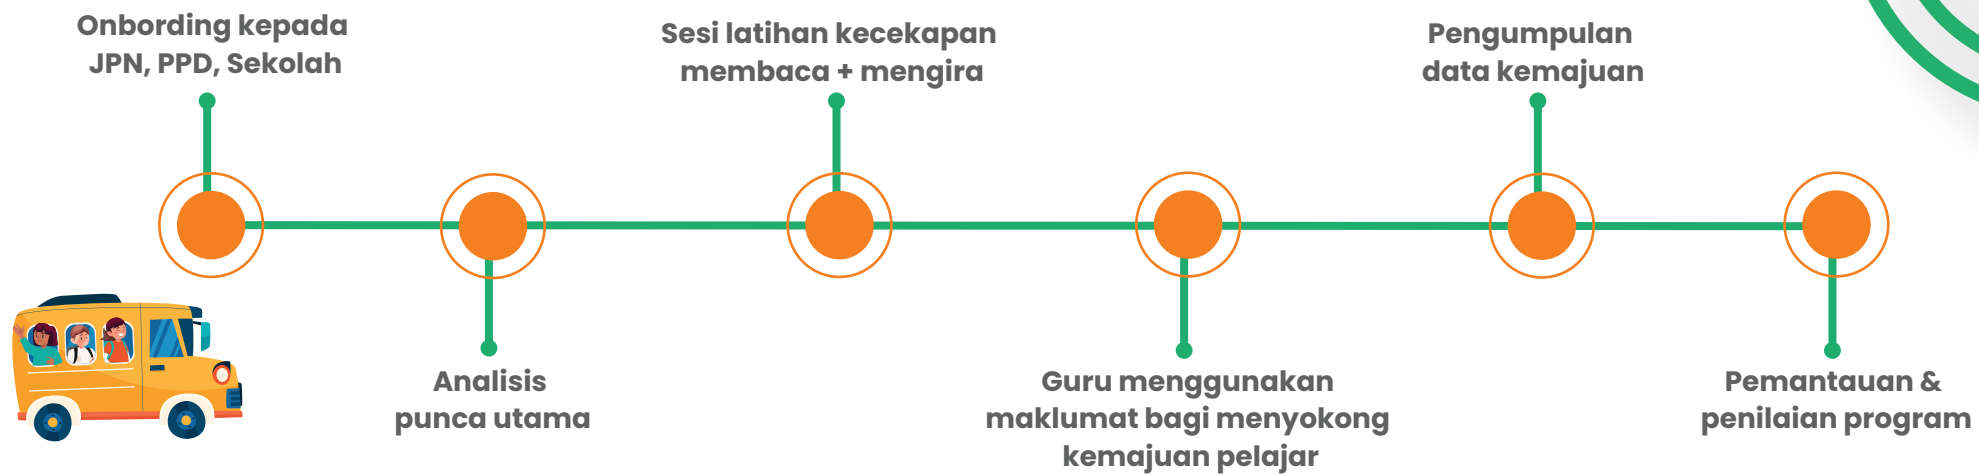 Onbording kepada
JPN, PPD, Sekolah
Analisis
punca utama
Sesi latihan kecekapan
membaca + mengira
Guru menggunakan
maklumat bagi menyokong
kemajuan pelajar
Pengumpulan
data kemajuan
Pemantauan &
penilaian program